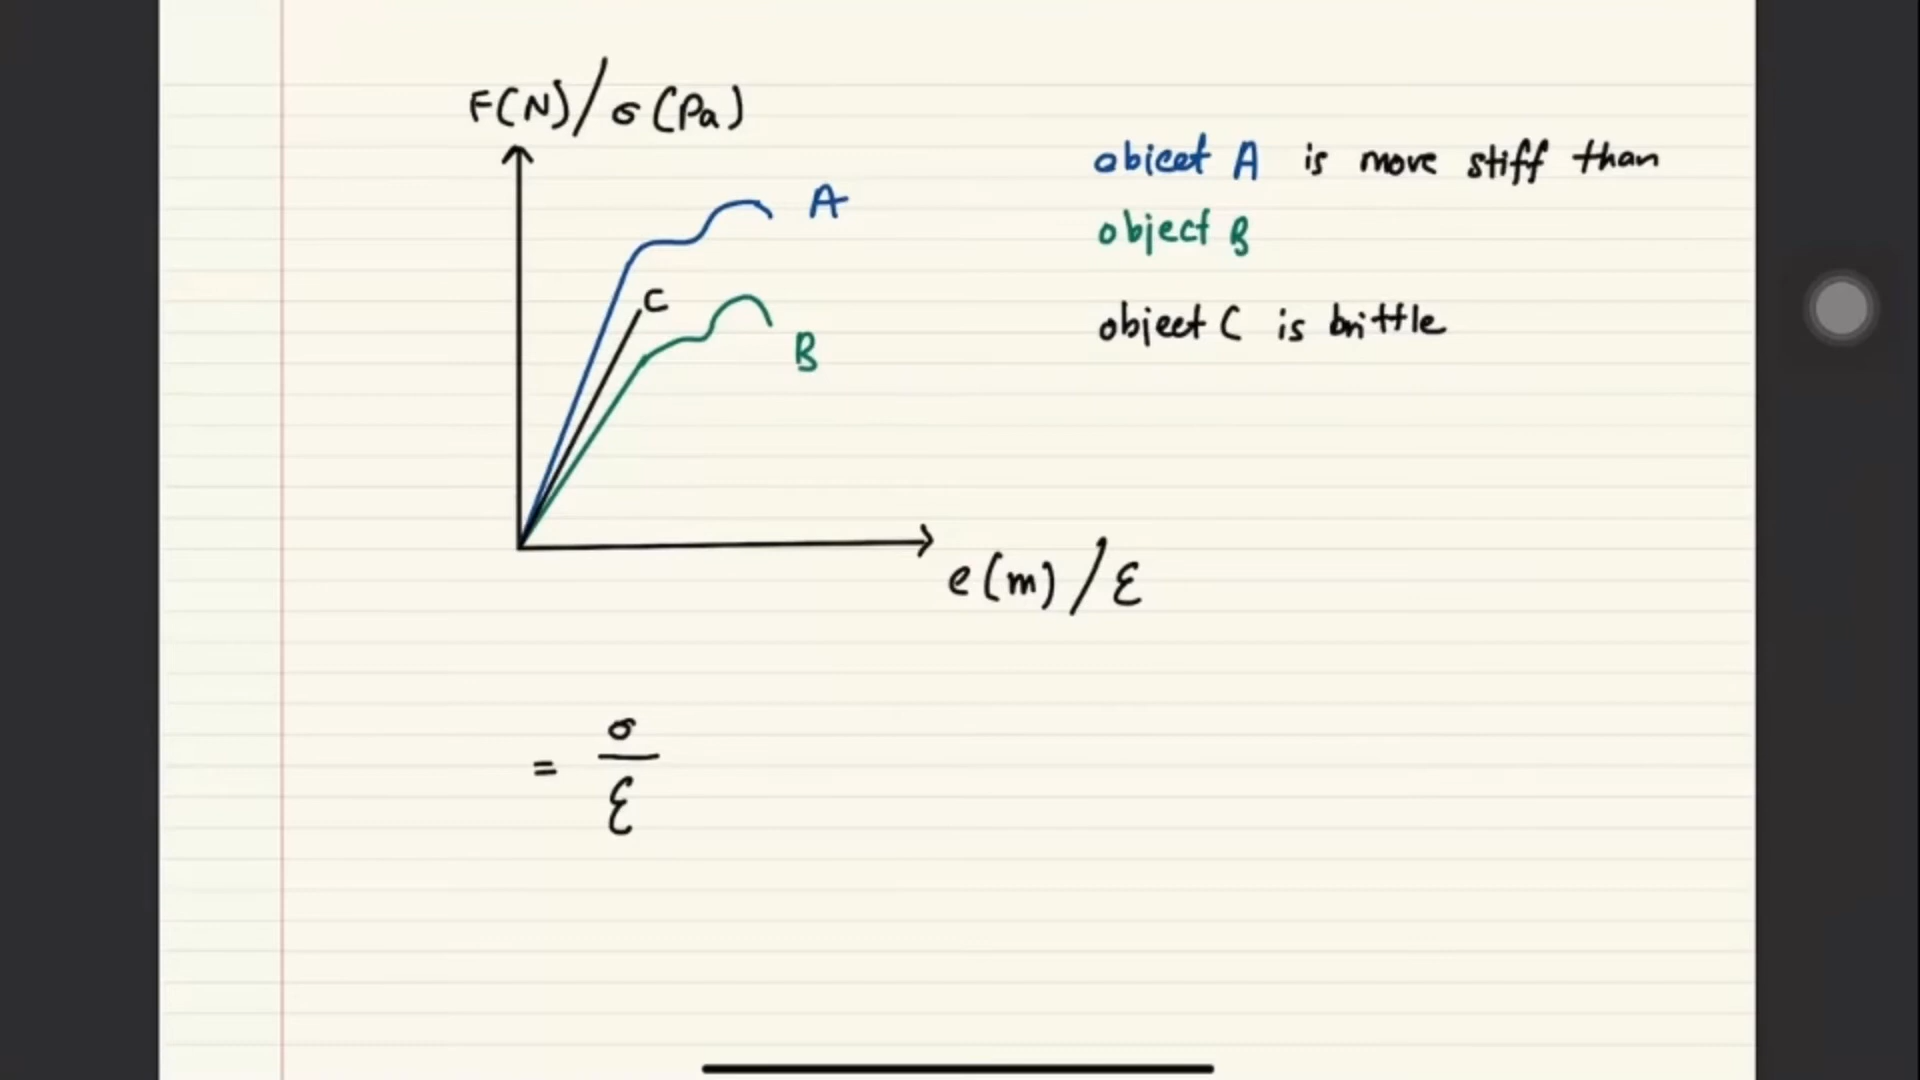 F(N)/σ(Pa)
A
object A is more stiff than
object B
C
object C is brittle
B
e(m)/ε
= σ
ε